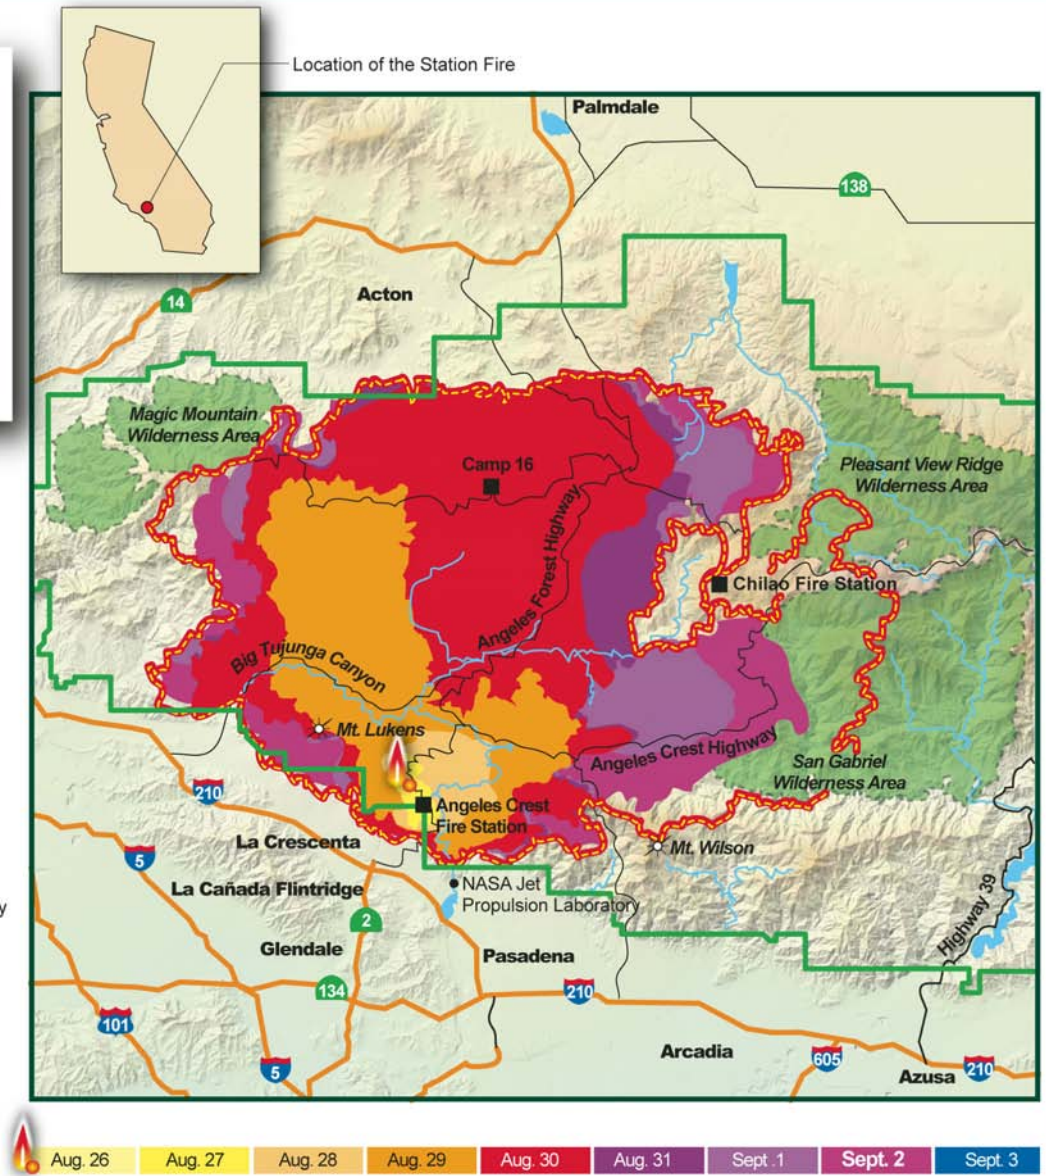 Location of the Station Fire
Palmdale
138
14
Acton
Magic Mountain
Wilderness Area
Camp 16
Pleasant View Ridge
Wilderness Area
Angeles Forest Highway
Chilao Fire Station
Big Tujunga Canyon
Mt. Lukens
Angeles Crest Highway
San Gabriel
Wilderness Area
210
Angeles Crest
Fire Station
La Crescenta
Mt. Wilson
5
La Cañada Flintridge
NASA Jet
Propulsion Laboratory
y
2
Highway 39
Glendale
Pasadena
134
210
101
5
Arcadia
605
Azusa
210
Aug. 26
Aug. 27
Aug. 28
Aug. 29
Aug. 30
Aug. 31
Sept .1
Sept. 2
Sept. 3